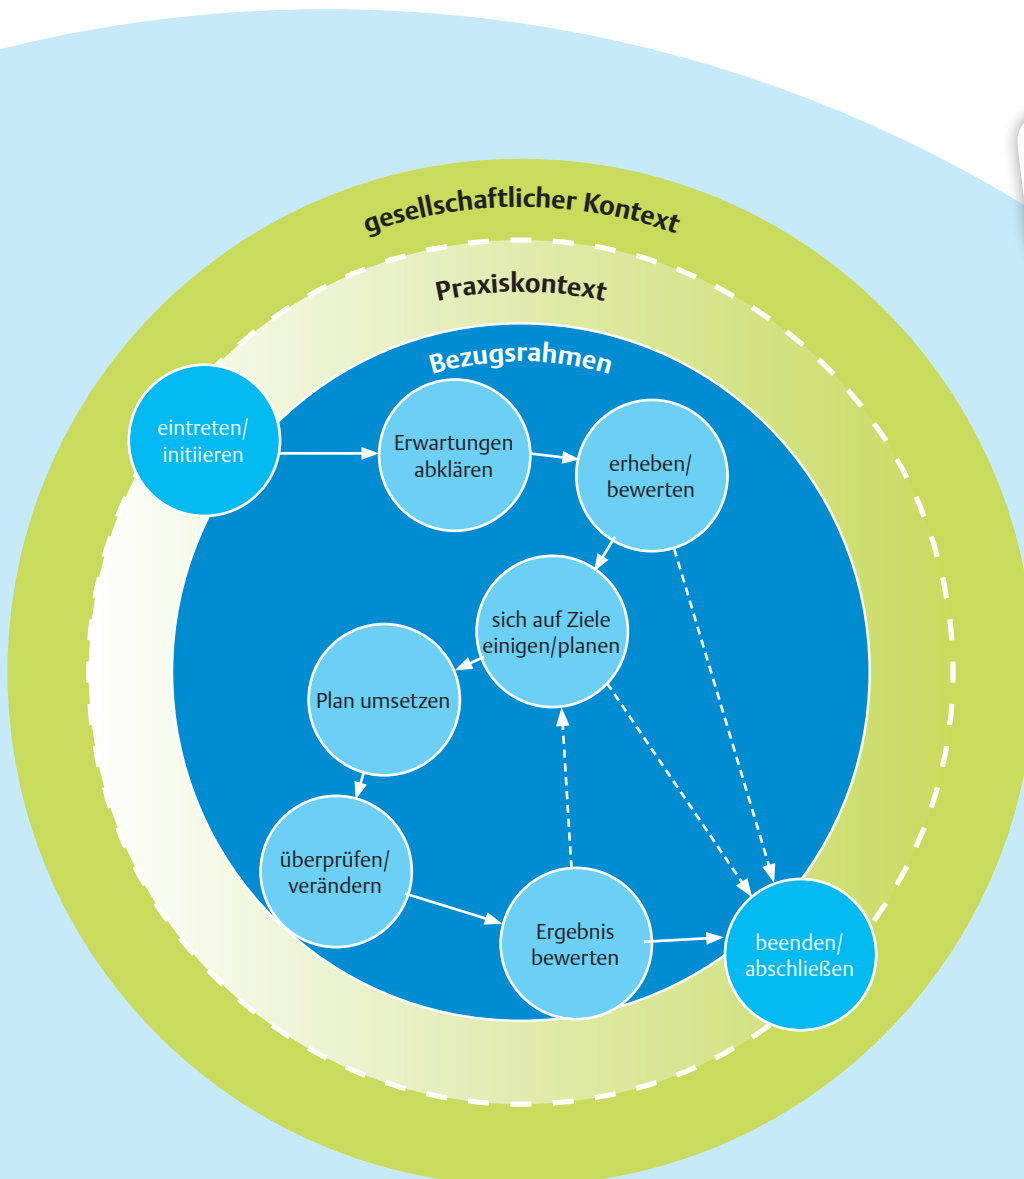 gesellschaftlicher Kontext
Praxiskontext
Bezugsrahmen
eintreten/
initiieren
Erwartungen
abklären
erheben/
bewerten
sich auf Ziele
einigen/planen
Plan umsetzen
überprüfen/
verändern
Ergebnis
bewerten
beenden/
abschließen